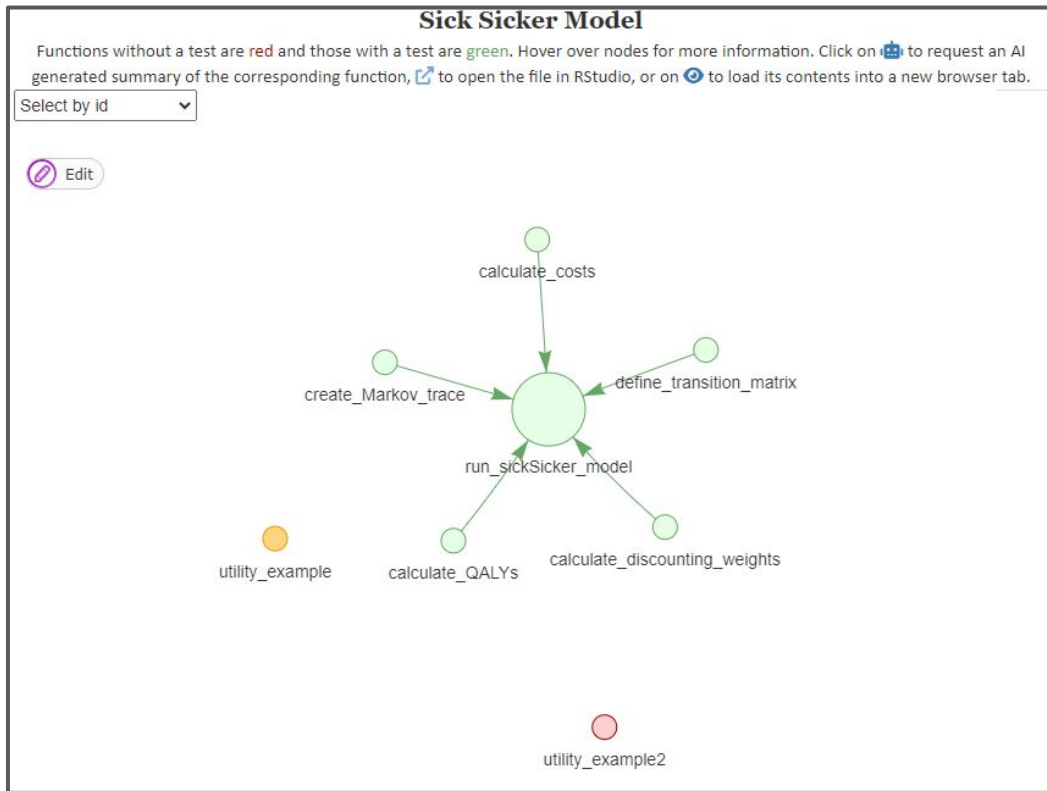 Sick Sicker Model
Functions without a test are red and those with a test are green. Hover over nodes for more information. Click on to request an AI
generated summary of the corresponding function, to open the file in RStudio, or on to load its contents into a new browser tab.
Select by id
Edit
calculate_costs
define_transition_matrix
create_Markov_trace
run_sickSicker_model
calculate_discounting_weights
utility_example
calculate_QALYs
utility_example2